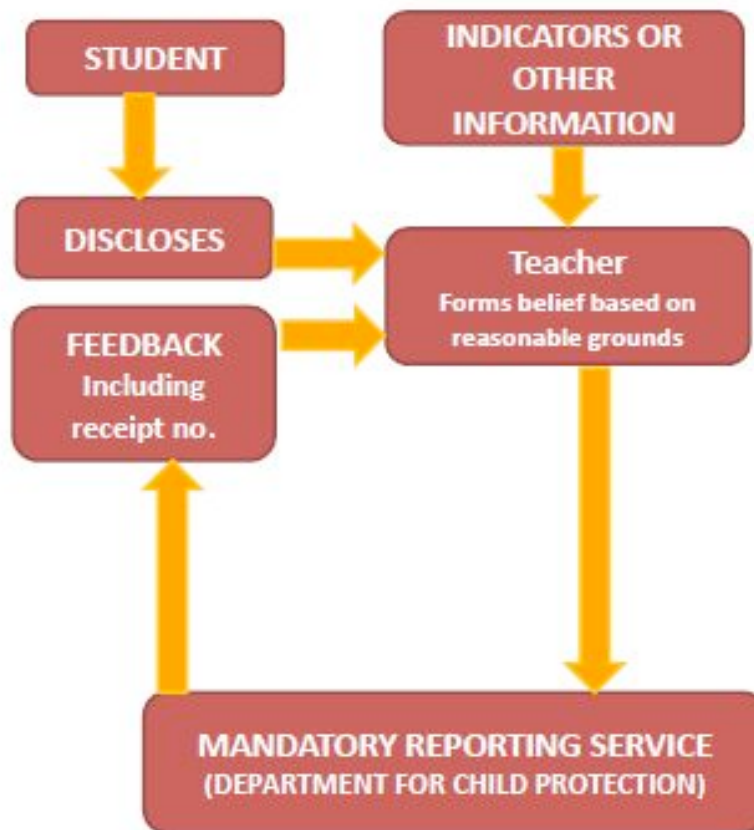 STUDENT
INDICATORS OR
OTHER
INFORMATION
DISCLOSES
Teacher
Forms belief based on
reasonable grounds
FEEDBACK
Including
receipt no.
MANDATORY REPORTING SERVICE
(DEPARTMENT FOR CHILD PROTECTION)